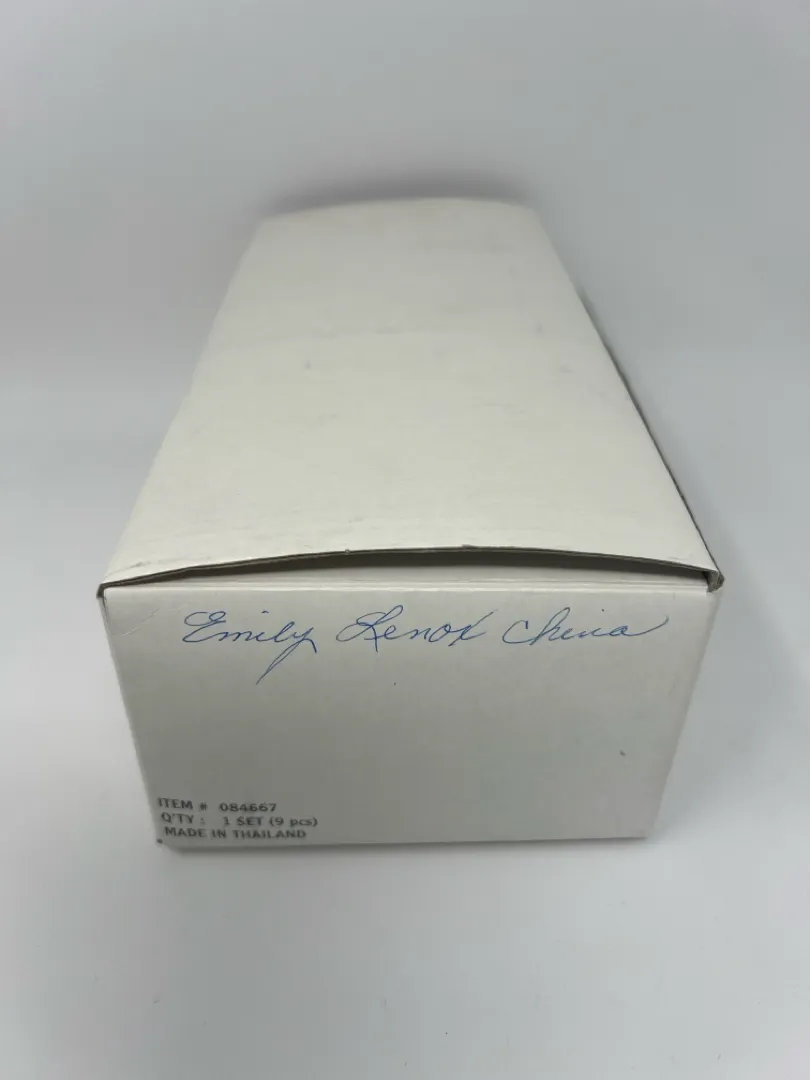 Emily Lenox China
ITEM # 084667
Q'TY : 1 SET (9 pcs)
MADE IN THAILAND